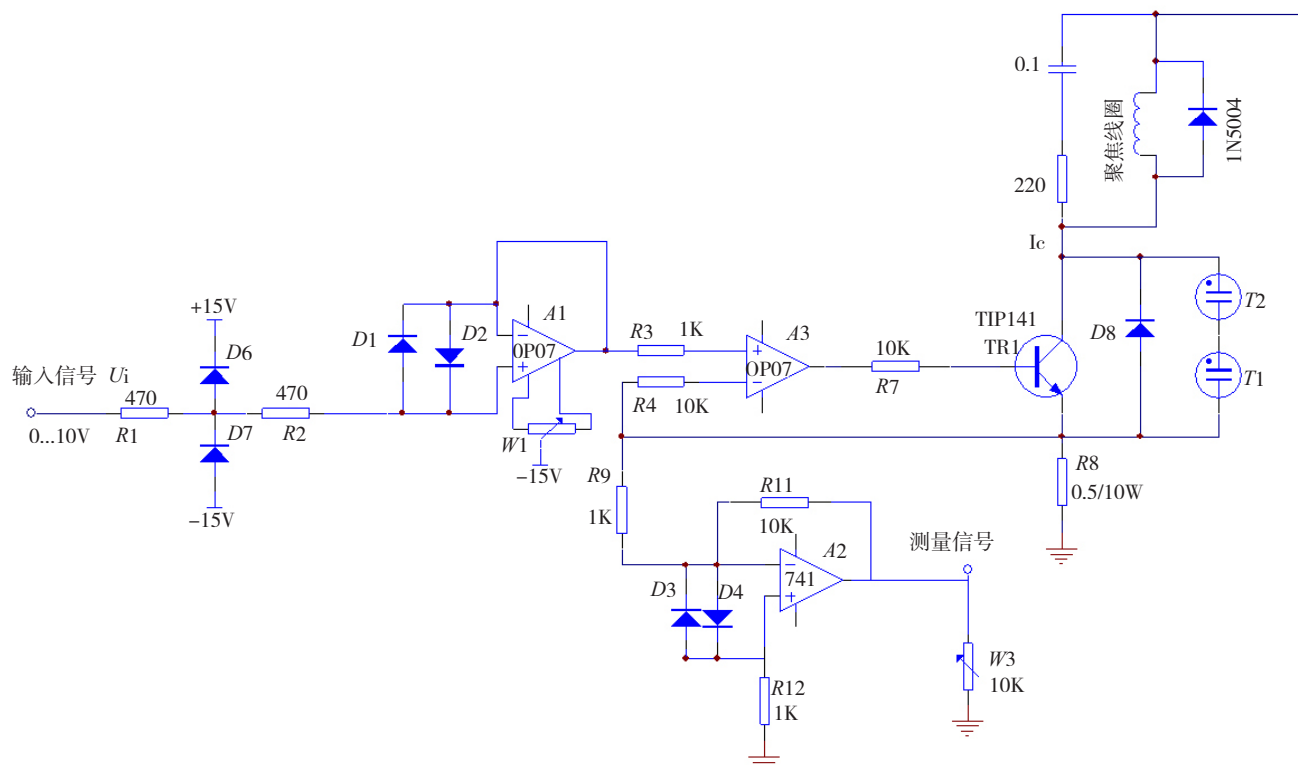 0.1
聚焦线圈
1N5004
220
Ic
+15V
D1
D2
A1
0P07
R3
1K
A3
OP07
10K
R7
TIP141
TR1
D8
T2
T1
输入信号 Ui
D6
470
470
R4
10K
0...10V
R1
D7
R2
W1
-15V
-15V
R9
1K
R11
10K
R8
0.5/10W
测量信号
A2
741
D3
D4
R12
1K
W3
10K